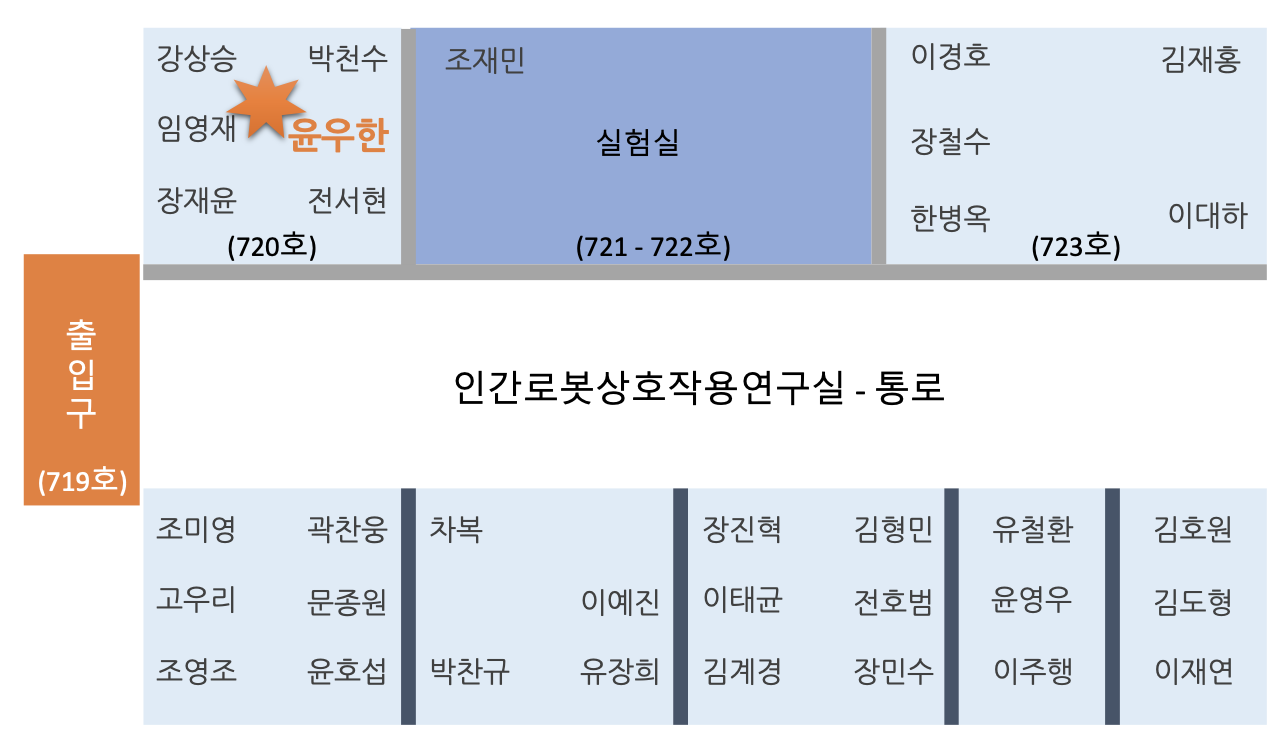 강상승 박천수
임영재 윤우한
장재윤 전서현
(720호)
조재민
실험실
(721 - 722호)
이경호 김재홍
장철수
한병옥 이대하
(723호)
출
입
구
(719호)
인간로봇상호작용연구실 - 통로
조미영 곽찬웅
고우리 문종원
조영조 윤호섭
차복
이예진
박찬규 유장희
장진혁 김형민
이태균 전호범
김계경 장민수
유철환
윤영우
이주행
김호원
김도형
이재연